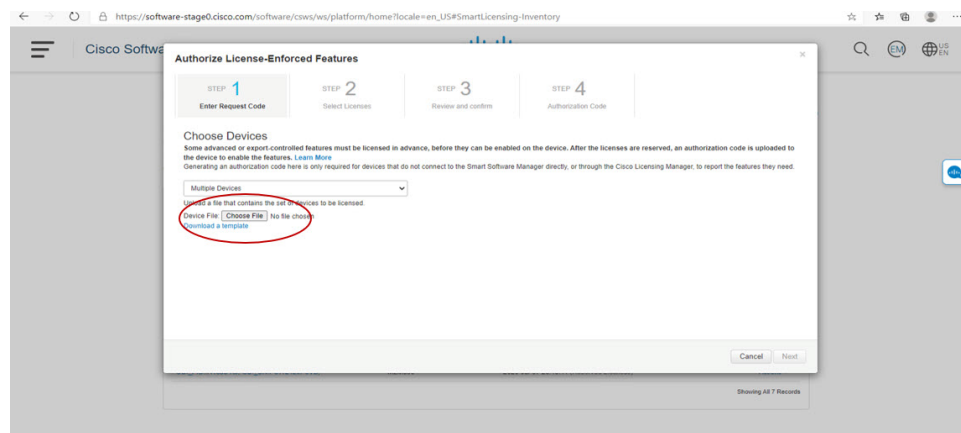 https://software-stage0.cisco.com/software/csws/ws/platform/home?locale=en_US#SmartLicensing-Inventory
Cisco Softwa
EM
US
EN
Authorize License-Enforced Features
×
STEP 1
Enter Request Code
STEP 2
Select Licenses
STEP 3
Review and confirm
STEP 4
Authorization Code
Choose Devices
Some advanced or export-controlled features must be licensed in advance, before they can be enabled on the device. After the licenses are reserved, an authorization code is uploaded to
the device to enable the features. Learn More
Generating an authorization code here is only required for devices that do not connect to the Smart Software Manager directly, or through the Cisco Licensing Manager, to report the features they need.
Multiple Devices
Upload a file that contains the set of devices to be licensed.
Device File: Choose File No file chosen
Download a template
Cancel Next
Showing All 7 Records